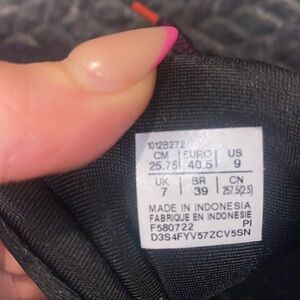 1012B272
CM EURO US
25.75 40.5 9
UK BR CN
7 39 257.5(2.5)
MADE IN INDONESIA
FABRIQUE EN INDONESIE
F580722 PI
D3S4FYV57ZCV5SN